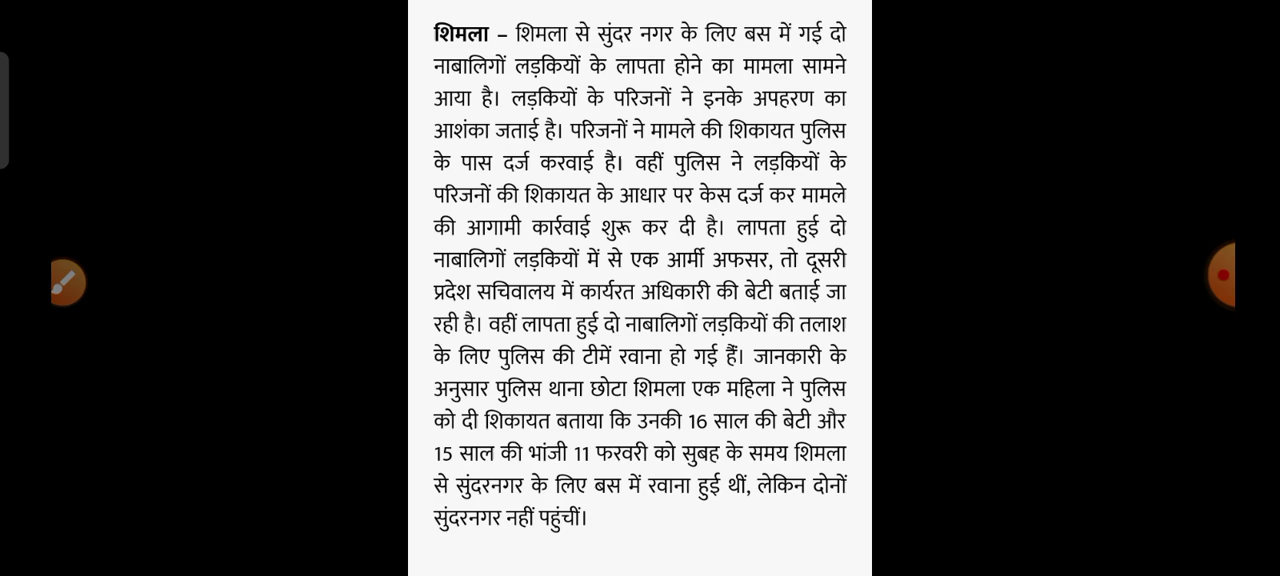 शिमला – शिमला से सुंदर नगर के लिए बस में गई दो
नाबालिगों लड़कियों के लापता होने का मामला सामने
आया है। लड़कियों के परिजनों ने इनके अपहरण का
आशंका जताई है। परिजनों ने मामले की शिकायत पुलिस
के पास दर्ज करवाई है। वहीं पुलिस ने लड़कियों के
परिजनों की शिकायत के आधार पर केस दर्ज कर मामले
की आगामी कार्रवाई शुरू कर दी है। लापता हुई दो
नाबालिगों लड़कियों में से एक आर्मी अफसर, तो दूसरी
प्रदेश सचिवालय में कार्यरत अधिकारी की बेटी बताई जा
रही है। वहीं लापता हुई दो नाबालिगों लड़कियों की तलाश
के लिए पुलिस की टीमें रवाना हो गई हैं। जानकारी के
अनुसार पुलिस थाना छोटा शिमला एक महिला ने पुलिस
को दी शिकायत बताया कि उनकी 16 साल की बेटी और
15 साल की भांजी 11 फरवरी को सुबह के समय शिमला
से सुंदरनगर के लिए बस में रवाना हुई थीं, लेकिन दोनों
सुंदरनगर नहीं पहुंचीं।